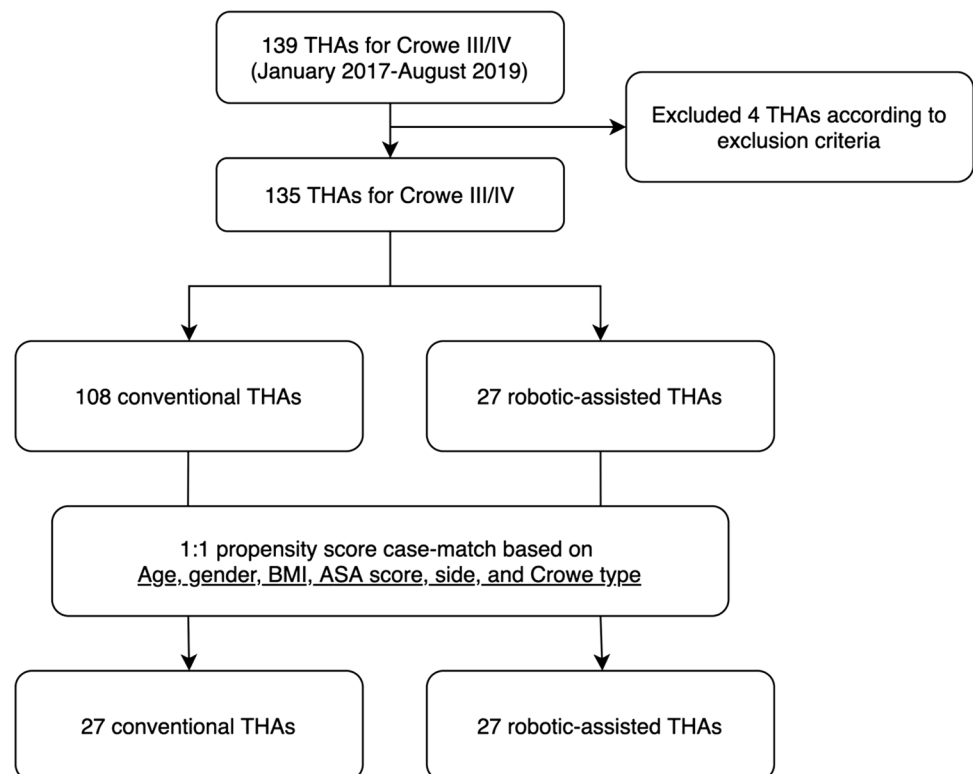 139 THAs for Crowe III/IV
(January 2017-August 2019)
Excluded 4 THAs according to
exclusion criteria
135 THAs for Crowe III/IV
108 conventional THAs
27 robotic-assisted THAs
1:1 propensity score case-match based on
Age, gender, BMI, ASA score, side, and Crowe type
27 conventional THAs
27 robotic-assisted THAs